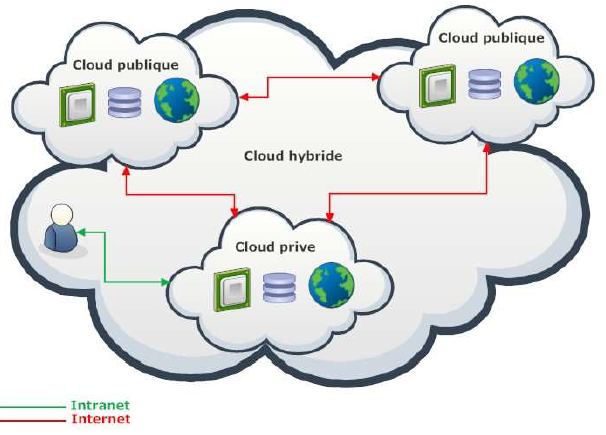 Cloud publique
Cloud publique
Cloud hybride
Cloud prive
Intranet
Internet